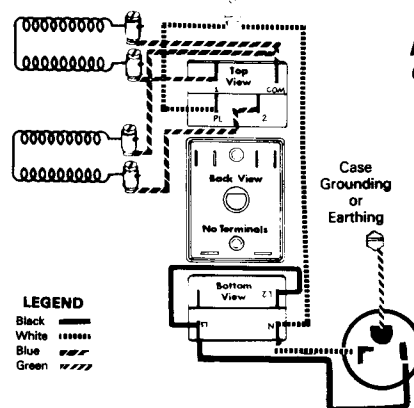 Top
View
1
COM
PL
2
Back View
No Terminals
Case
Grounding
or
Earthing
Bottom
View
L2
L1
N
LEGEND
Black
White
Blue
Green